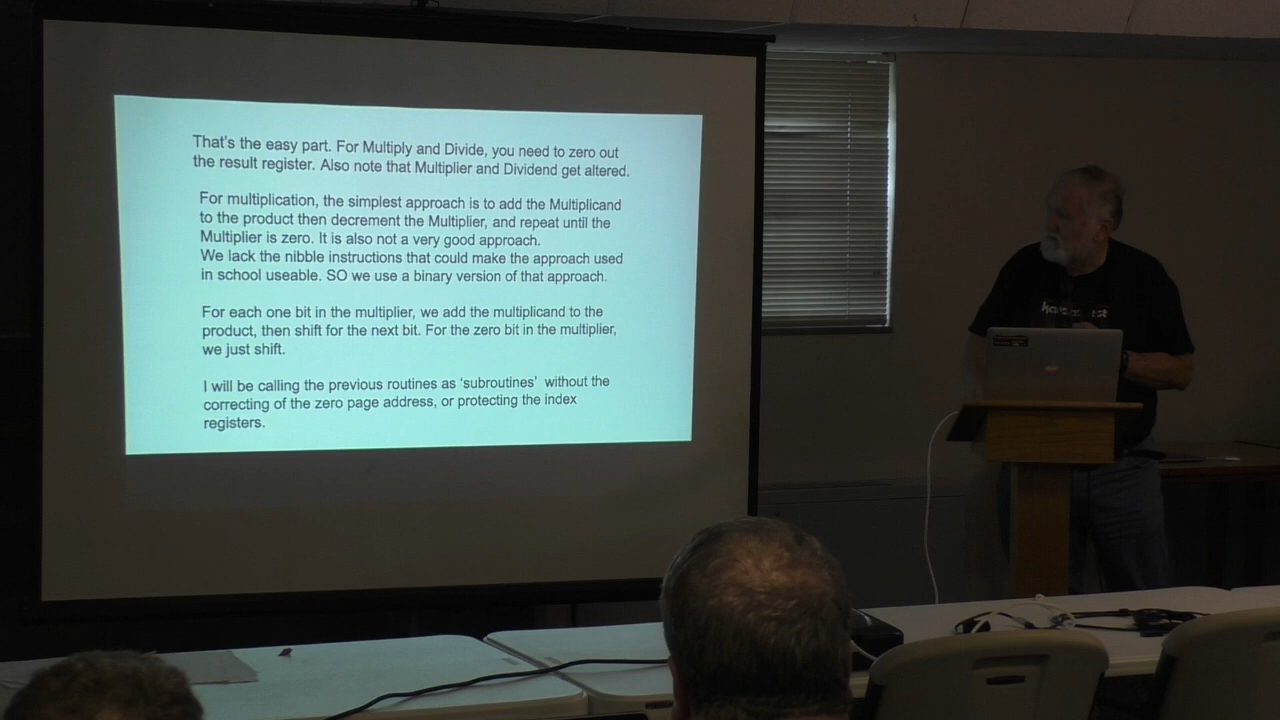 That's the easy part. For Multiply and Divide, you need to zero out
the result register. Also note that Multiplier and Dividend get altered.
For multiplication, the simplest approach is to add the Multiplicand
to the product then decrement the Multiplier, and repeat until the
Multiplier is zero. It is also not a very good approach.
We lack the nibble instructions that could make the approach used
in school useable. SO we use a binary version of that approach.
For each one bit in the multiplier, we add the multiplicand to the
product, then shift for the next bit. For the zero bit in the multiplier,
we just shift.
I will be calling the previous routines as 'subroutines' without the
correcting of the zero page address, or protecting the index
registers.